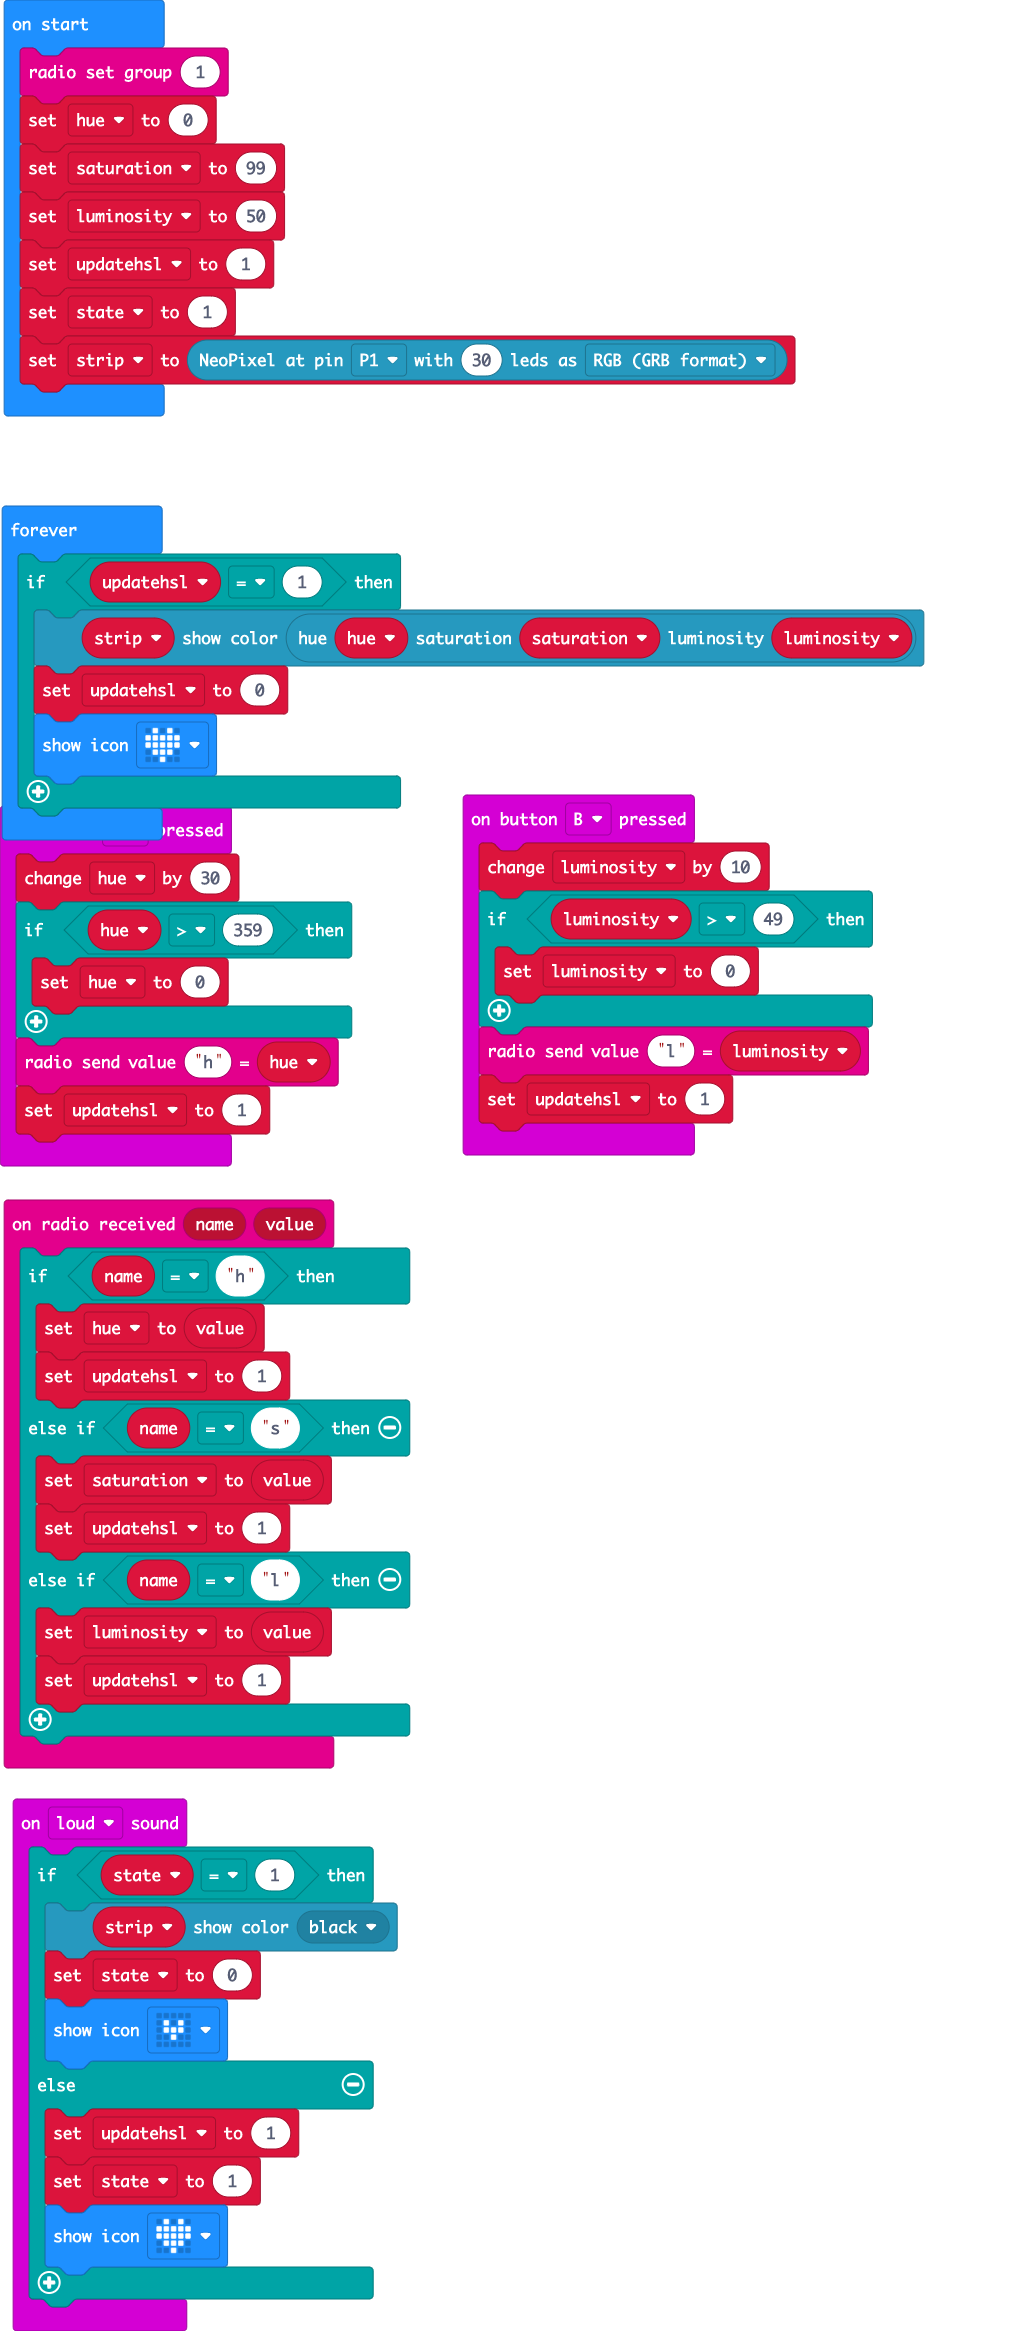 on start
radio set group 1
set hue to 0
set saturation to 99
set luminosity to 50
set updatehsl to 1
set state to 1
set strip to NeoPixel at pin P1 with 30 leds as RGB (GRB format)
forever
if updatehsl = 1 then
strip show color hue hue saturation saturation luminosity luminosity
set updatehsl to 0
show icon
pressed
change hue by 30
if hue > 359 then
set hue to 0
radio send value "h" = hue
set updatehsl to 1
on button B pressed
change luminosity by 10
if luminosity > 49 then
set luminosity to 0
radio send value "l" = luminosity
set updatehsl to 1
on radio received name value
if name = "h" then
set hue to value
set updatehsl to 1
else if name = "s" then
set saturation to value
set updatehsl to 1
else if name = "l" then
set luminosity to value
set updatehsl to 1
on loud sound
if state = 1 then
strip show color black
set state to 0
show icon
else
set updatehsl to 1
set state to 1
show icon